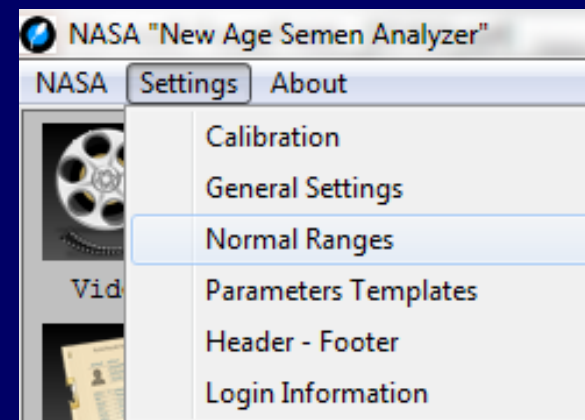 NASA "New Age Semen Analyzer"
NASA Settings About
Calibration
General Settings
Normal Ranges
Vid
Parameters Templates
Header - Footer
Login Information